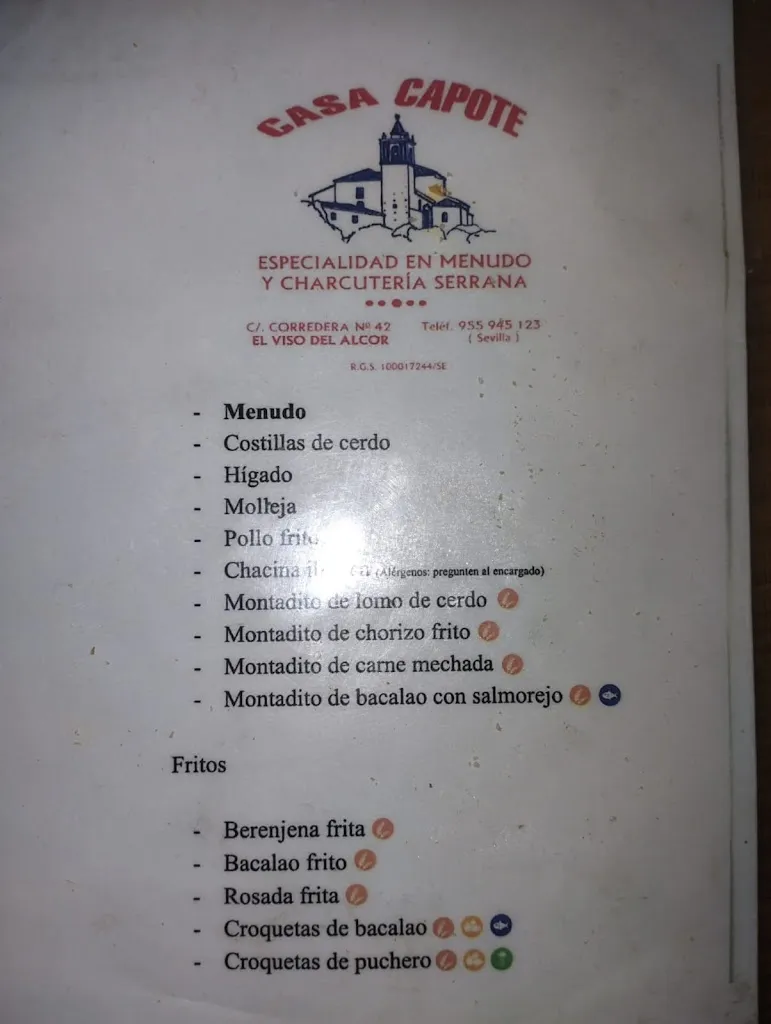 CASA CAPOTE
ESPECIALIDAD EN MENUDO
Y CHARCUTERÍA SERRANA
C/. CORREDERA Nº 42 Teléf. 955 945 123
EL VISO DEL ALCOR ( Sevilla )
R.G.S. 100017244/SE
- Menudo
- Costillas de cerdo
- Hígado
- Molleja
- Pollo frito
- Chacina (Alérgenos: pregunten al encargado)
- Montadito de lomo de cerdo
- Montadito de chorizo frito
- Montadito de carne mechada
- Montadito de bacalao con salmorejo
Fritos
- Berenjena frita
- Bacalao frito
- Rosada frita
- Croquetas de bacalao
- Croquetas de puchero